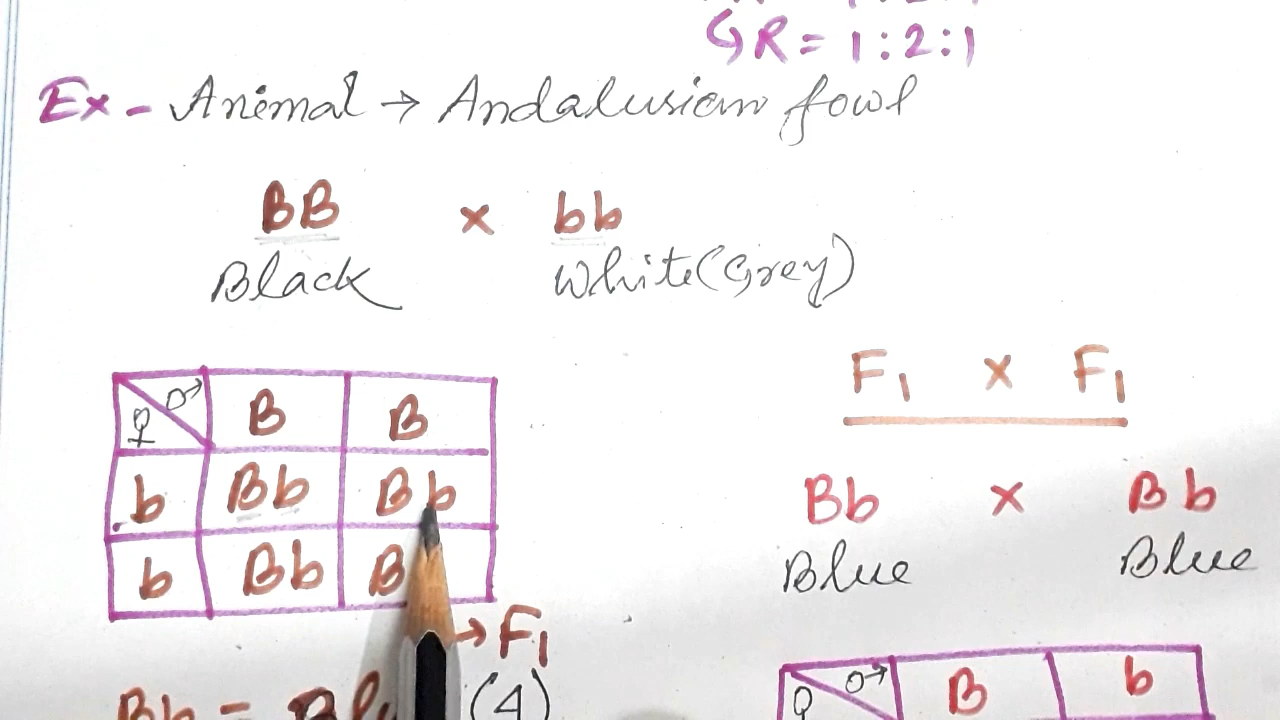 GR = 1:2:1
Ex - Animal → Andalusian fowl
BB x bb
Black White (Grey)
♀ ♂ B B
b Bb Bb
b Bb B
→ F1
Bb = (4)
F1 x F1
Bb x Bb
Blue Blue
♀ ♂ B b